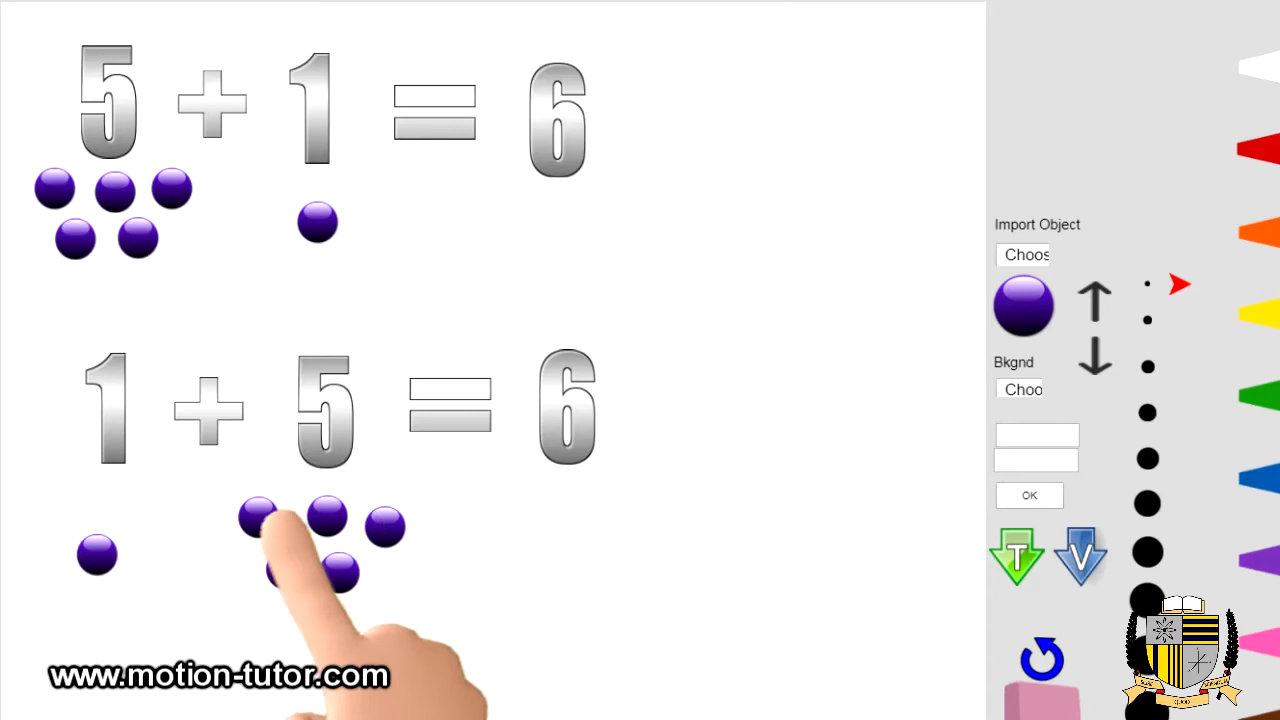 5 + 1 = 6
1 + 5 = 6
Import Object
Choos
Bkgnd
Choo
OK
T V
www.motion-tutor.com